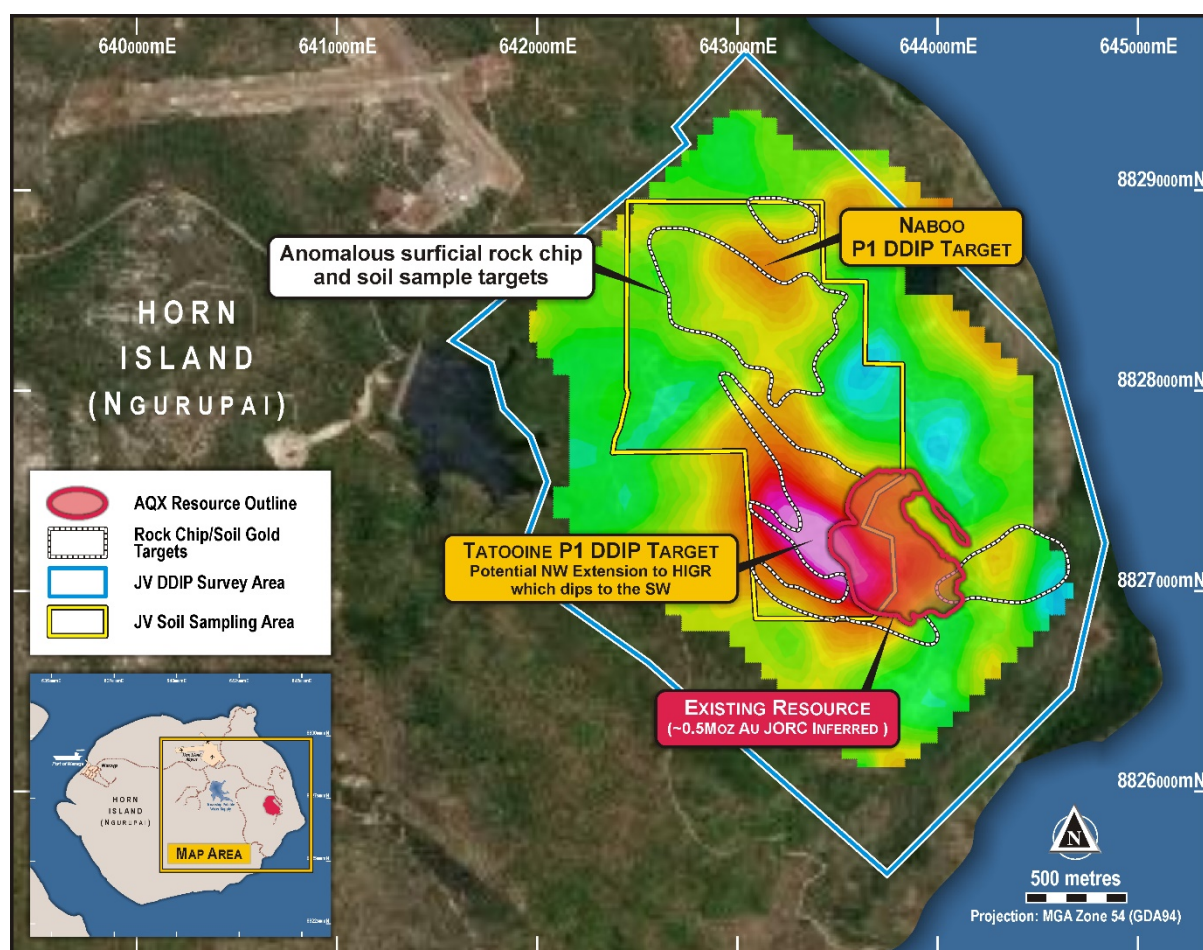 640000mE
641000mE
642000mE
643000mE
644000mE
645000mE
8829000mN
NABOO
P1 DDIP TARGET
Anomalous surficial rock chip
and soil sample targets
HORN
ISLAND
(NGURUPAI)
8828000mN
AQX Resource Outline
Rock Chip/Soil Gold
Targets
JV DDIP Survey Area
JV Soil Sampling Area
TATOOINE P1 DDIP TARGET
Potential NW Extension to HIGR
which dips to the SW
8827000mN
EXISTING RESOURCE
(~0.5MOZ AU JORC INFERRED )
8826000mN
HORN
ISLAND
(NGURUPAI)
MAP AREA
N
500 metres
Projection: MGA Zone 54 (GDA94)